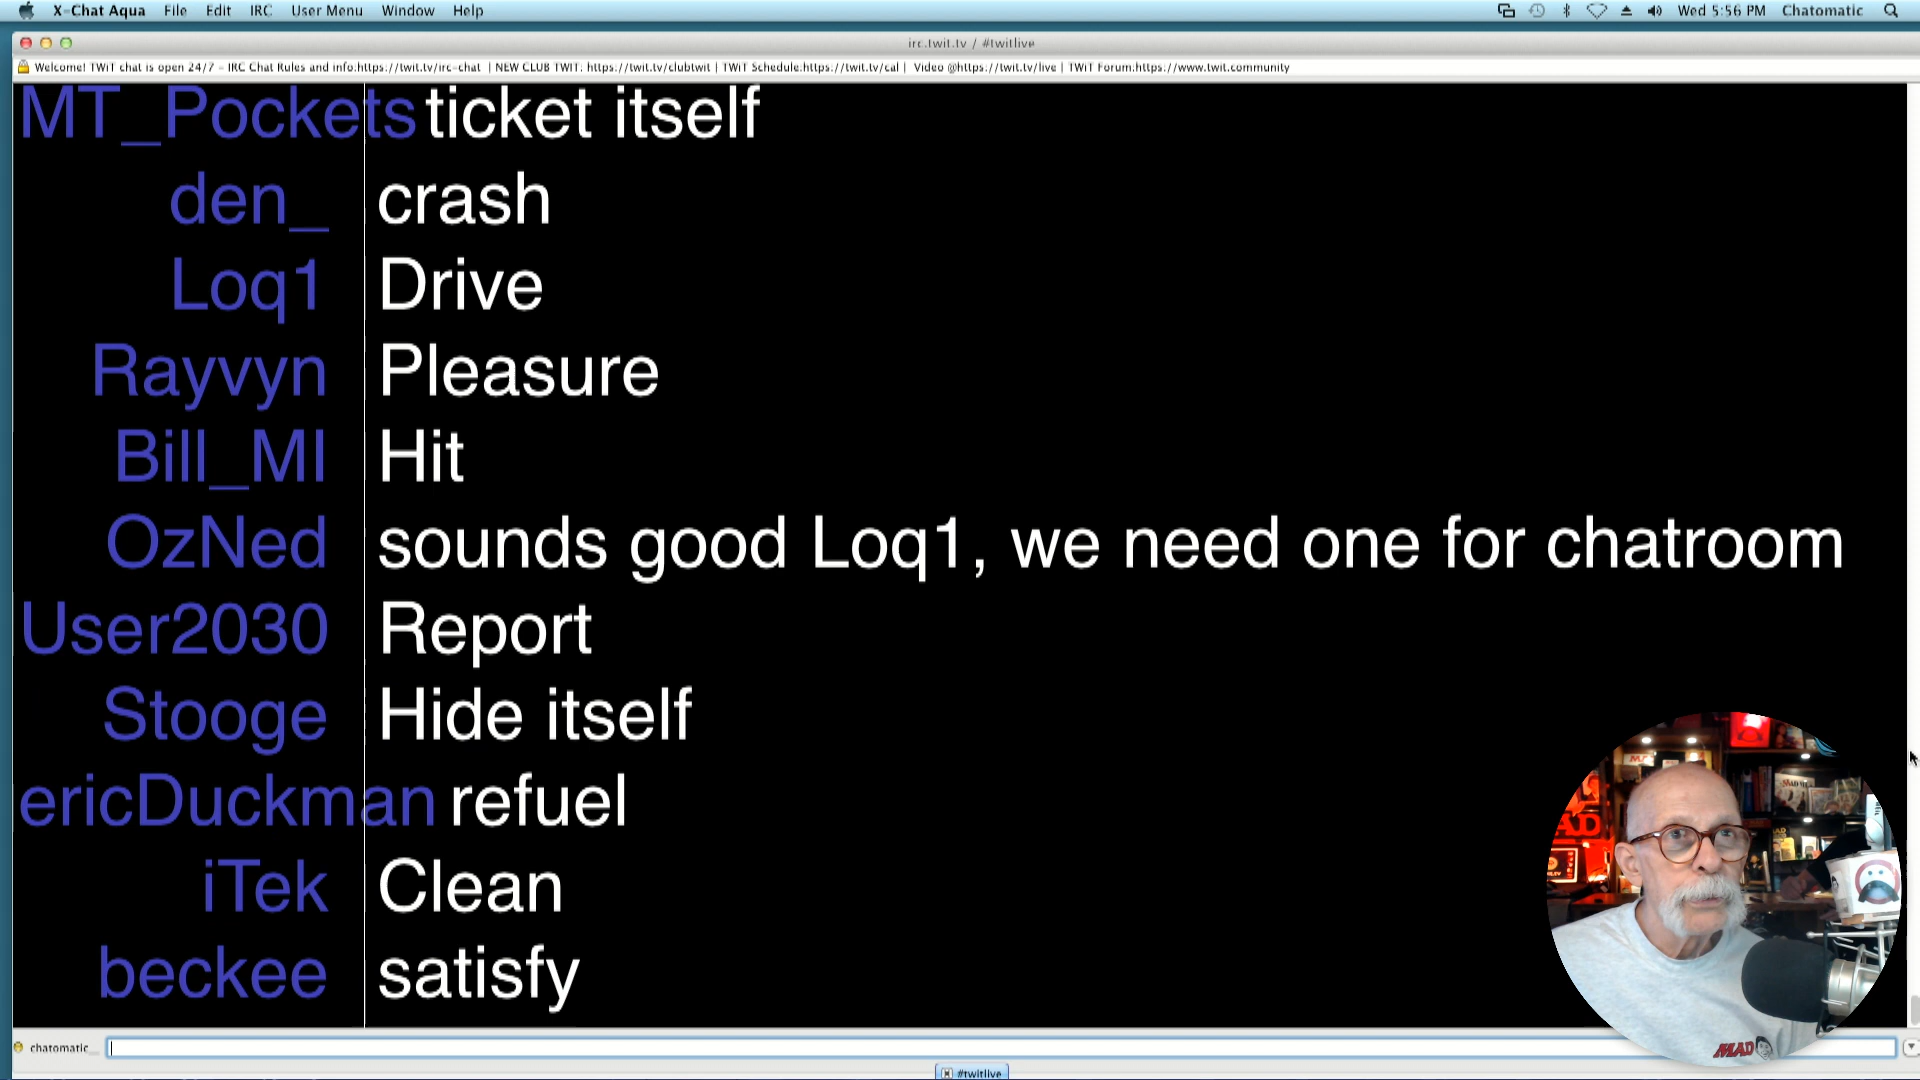 X-Chat Aqua File Edit IRC User Menu Window Help Wed 5:56 PM Chatomatic
irc.twit.tv / #twitlive
Welcome! TWiT chat is open 24/7 - IRC Chat Rules and info:https://twit.tv/irc-chat | NEW CLUB TWIT: https://twit.tv/clubtwit | TWiT Schedule:https://twit.tv/cal | Video @https://twit.tv/live | TWiT Forum:https://www.twit.community
MT_Pockets ticket itself
den_ crash
Loq1 Drive
Rayvyn Pleasure
Bill_MI Hit
OzNed sounds good Loq1, we need one for chatroom
User2030 Report
Stooge Hide itself
ericDuckman refuel
iTek Clean
beckee satisfy
MAD
chatomatic_
#twitlive